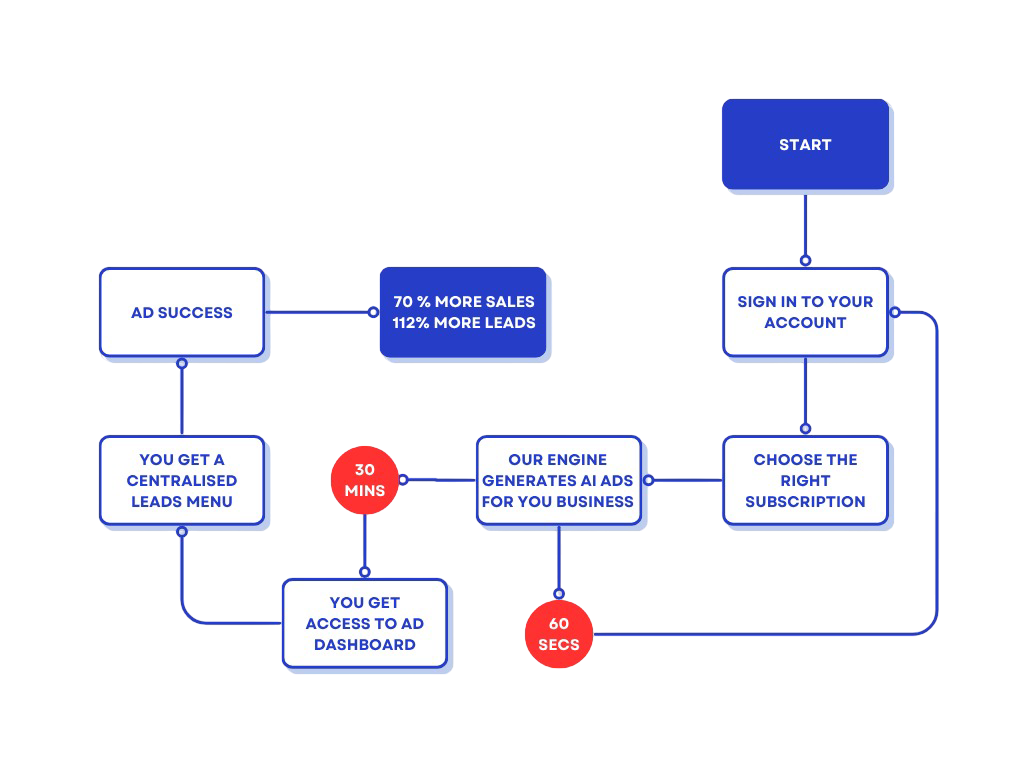 START
SIGN IN TO YOUR
ACCOUNT
CHOOSE THE
RIGHT
SUBSCRIPTION
OUR ENGINE
GENERATES AI ADS
FOR YOU BUSINESS
60
SECS
30
MINS
YOU GET
ACCESS TO AD
DASHBOARD
YOU GET A
CENTRALISED
LEADS MENU
AD SUCCESS
70 % MORE SALES
112% MORE LEADS